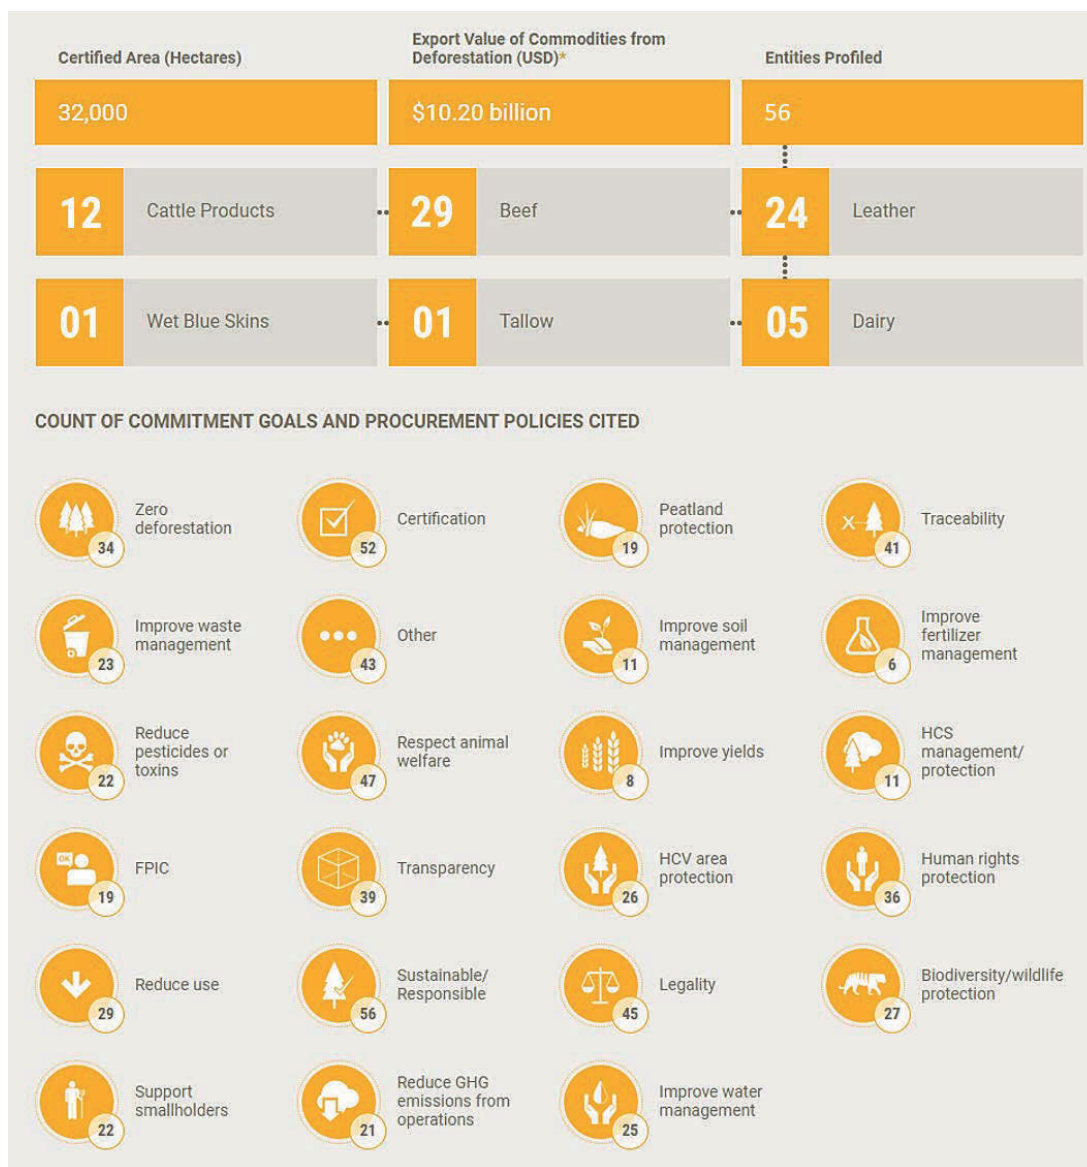 Certified Area (Hectares)
Export Value of Commodities from
Deforestation (USD)*
Entities Profiled
32,000
$10.20 billion
56
12
Cattle Products
29
Beef
24
Leather
01
Wet Blue Skins
01
Tallow
05
Dairy
COUNT OF COMMITMENT GOALS AND PROCUREMENT POLICIES CITED
Zero
deforestation
34
Certification
52
Peatland
protection
19
X
Traceability
41
Improve waste
management
23
Other
43
Improve soil
management
11
Improve
fertilizer
management
6
Reduce
pesticides or
toxins
22
Respect animal
welfare
47
Improve yields
8
HCS
management/
protection
11
OK
FPIC
19
Transparency
39
HCV area
protection
26
Human rights
protection
36
Reduce use
29
Sustainable/
Responsible
56
Legality
45
Biodiversity/wildlife
protection
27
Support
smallholders
22
Reduce GHG
emissions from
operations
21
Improve water
management
25